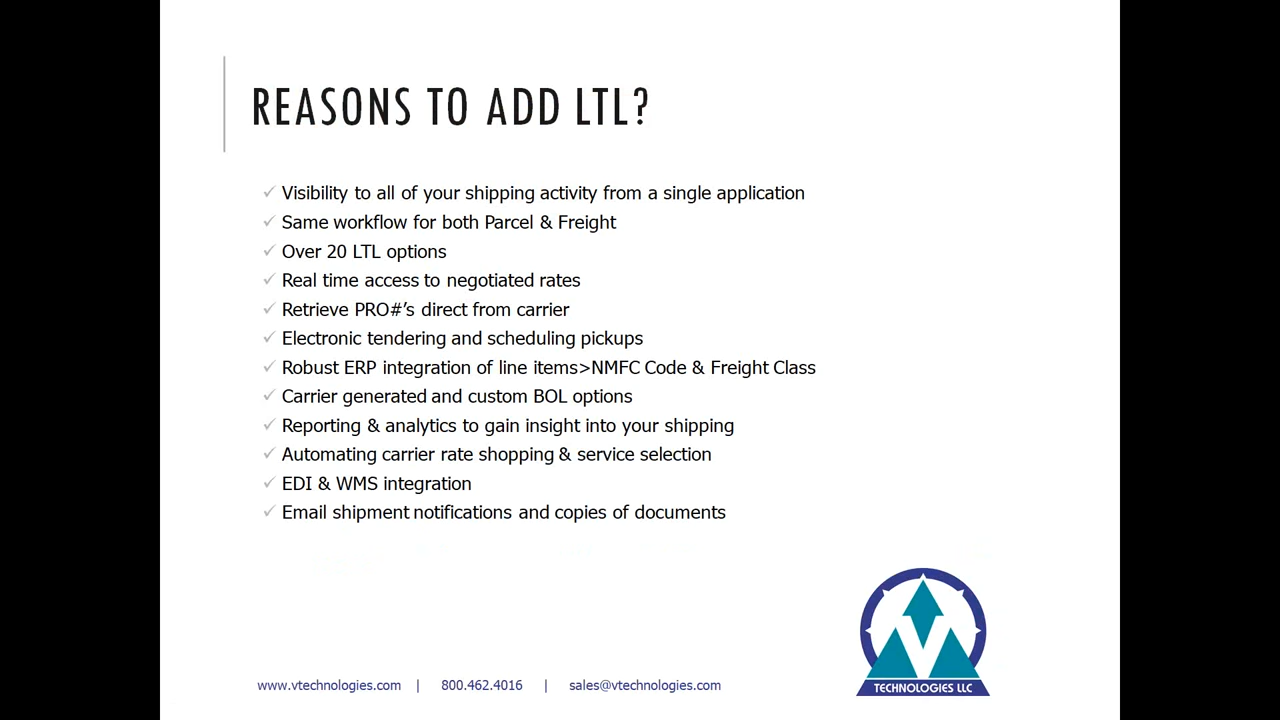 REASONS TO ADD LTL?
Visibility to all of your shipping activity from a single application
Same workflow for both Parcel & Freight
Over 20 LTL options
Real time access to negotiated rates
Retrieve PRO#’s direct from carrier
Electronic tendering and scheduling pickups
Robust ERP integration of line items>NMFC Code & Freight Class
Carrier generated and custom BOL options
Reporting & analytics to gain insight into your shipping
Automating carrier rate shopping & service selection
EDI & WMS integration
Email shipment notifications and copies of documents
V
TECHNOLOGIES LLC
www.vtechnologies.com | 800.462.4016 | sales@vtechnologies.com